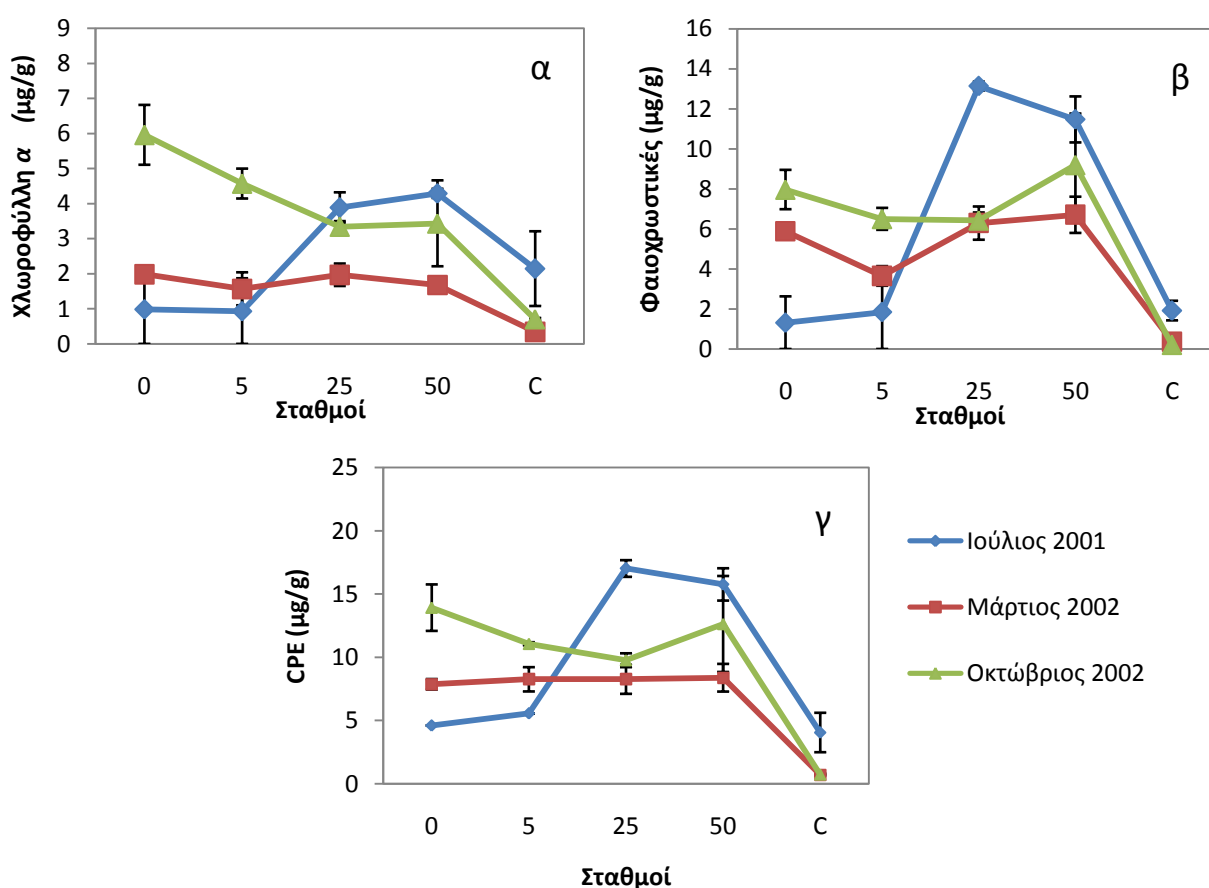 Χλωροφύλλη α (μg/g)
9
8
7
6
5
4
3
2
1
0
α
0 5 25 50 C
Σταθμοί
Φαιοχρωστικές (μg/g)
16
14
12
10
8
6
4
2
0
β
0 5 25 50 C
Σταθμοί
CPE (μg/g)
25
20
15
10
5
0
γ
0 5 25 50 C
Σταθμοί
Ιούλιος 2001
Μάρτιος 2002
Οκτώβριος 2002